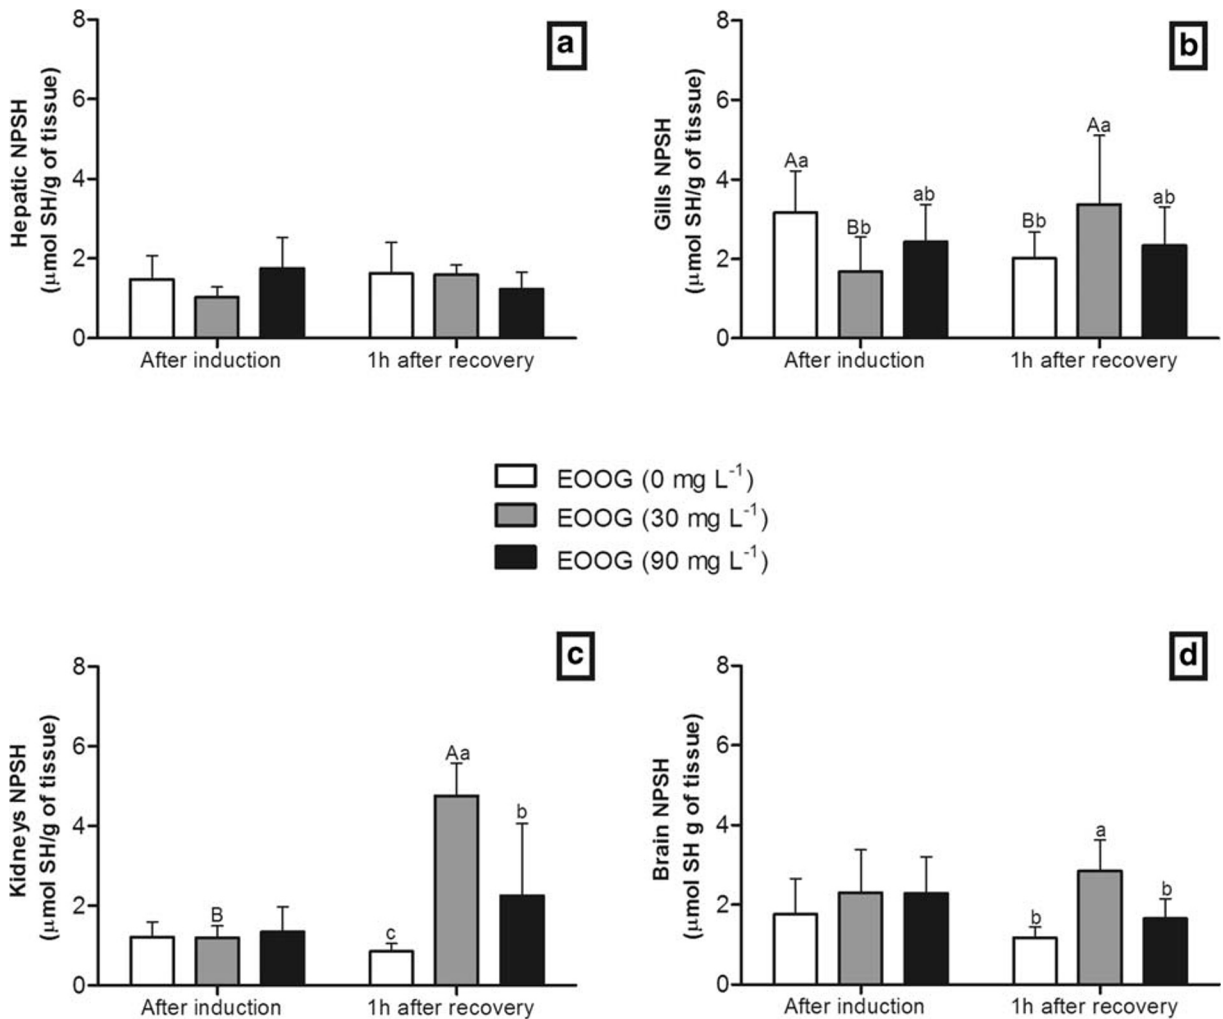 a
Hepatic NPSH
(μmol SH/g of tissue)
8
6
4
2
0
After induction
1h after recovery
b
Gills NPSH
(μmol SH/g of tissue)
8
6
4
2
0
Aa
Bb
ab
Bb
Aa
ab
After induction
1h after recovery
EOOG (0 mg L⁻¹)
EOOG (30 mg L⁻¹)
EOOG (90 mg L⁻¹)
c
Kidneys NPSH
(μmol SH/g of tissue)
8
6
4
2
0
B
c
Aa
b
After induction
1h after recovery
d
Brain NPSH
(μmol SH g of tissue)
8
6
4
2
0
b
a
b
After induction
1h after recovery